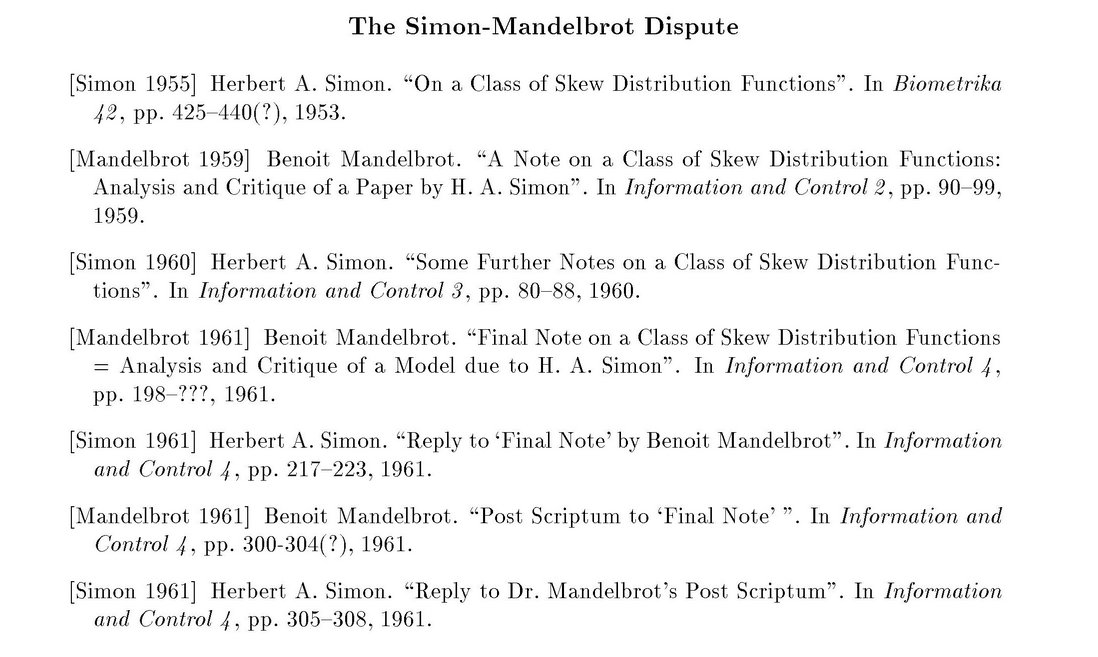 The Simon-Mandelbrot Dispute
[Simon 1955] Herbert A. Simon. “On a Class of Skew Distribution Functions”. In Biometrika
42, pp. 425–440(?), 1953.
[Mandelbrot 1959] Benoit Mandelbrot. “A Note on a Class of Skew Distribution Functions:
Analysis and Critique of a Paper by H. A. Simon”. In Information and Control 2, pp. 90–99,
1959.
[Simon 1960] Herbert A. Simon. “Some Further Notes on a Class of Skew Distribution Func-
tions”. In Information and Control 3, pp. 80–88, 1960.
[Mandelbrot 1961] Benoit Mandelbrot. “Final Note on a Class of Skew Distribution Functions
= Analysis and Critique of a Model due to H. A. Simon”. In Information and Control 4,
pp. 198–???, 1961.
[Simon 1961] Herbert A. Simon. “Reply to ‘Final Note’ by Benoit Mandelbrot”. In Information
and Control 4, pp. 217–223, 1961.
[Mandelbrot 1961] Benoit Mandelbrot. “Post Scriptum to ‘Final Note’ ”. In Information and
Control 4, pp. 300-304(?), 1961.
[Simon 1961] Herbert A. Simon. “Reply to Dr. Mandelbrot’s Post Scriptum”. In Information
and Control 4, pp. 305–308, 1961.